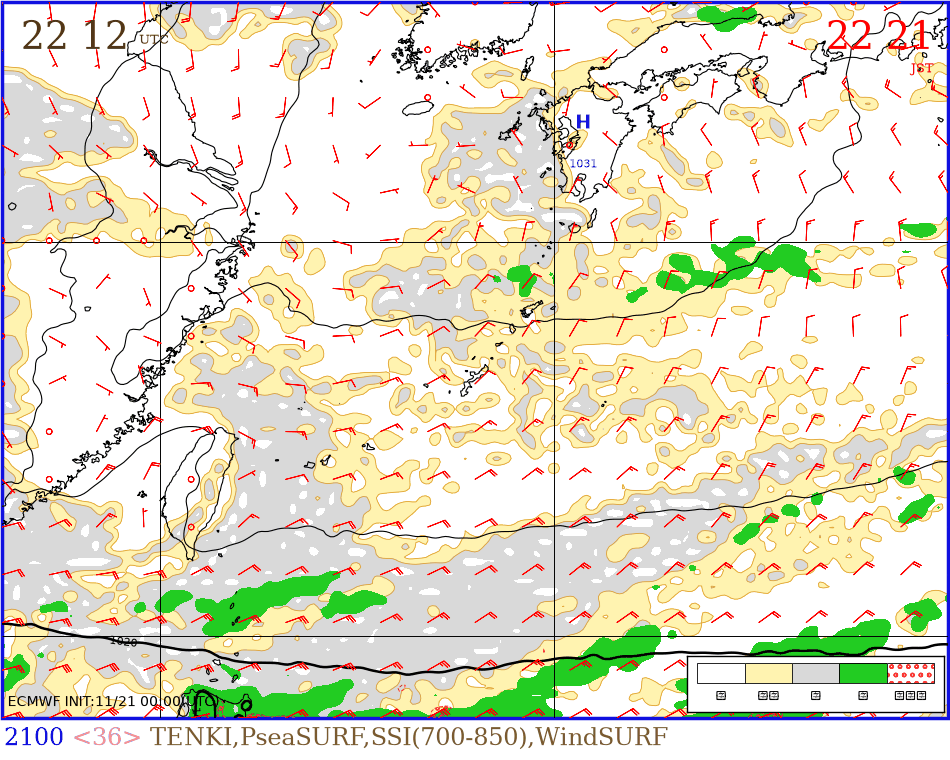 22 12 UTC
22 21 JST
H
1031
1020
ECMWF INIT:11/21 00:00(UTC)
2100 <36> TENKI,PseaSURF,SSI(700-850),WindSURF